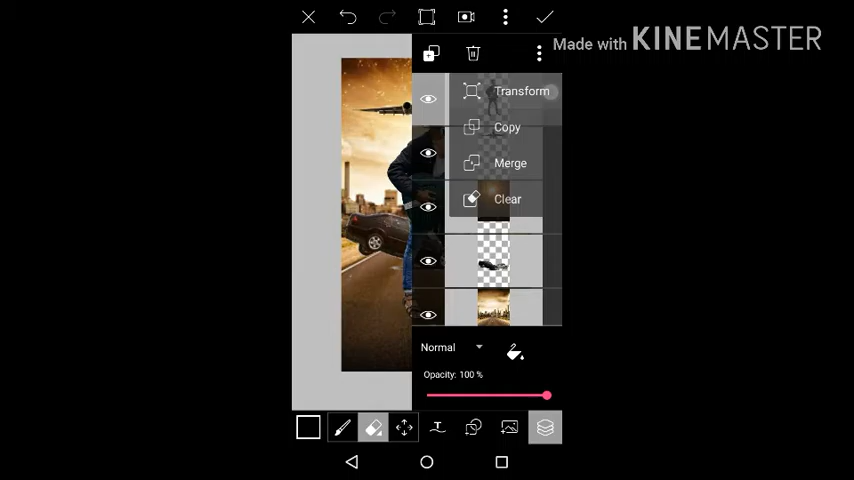 Made with KINEMASTER
Transform
Copy
Merge
Clear
Normal
Opacity: 100 %